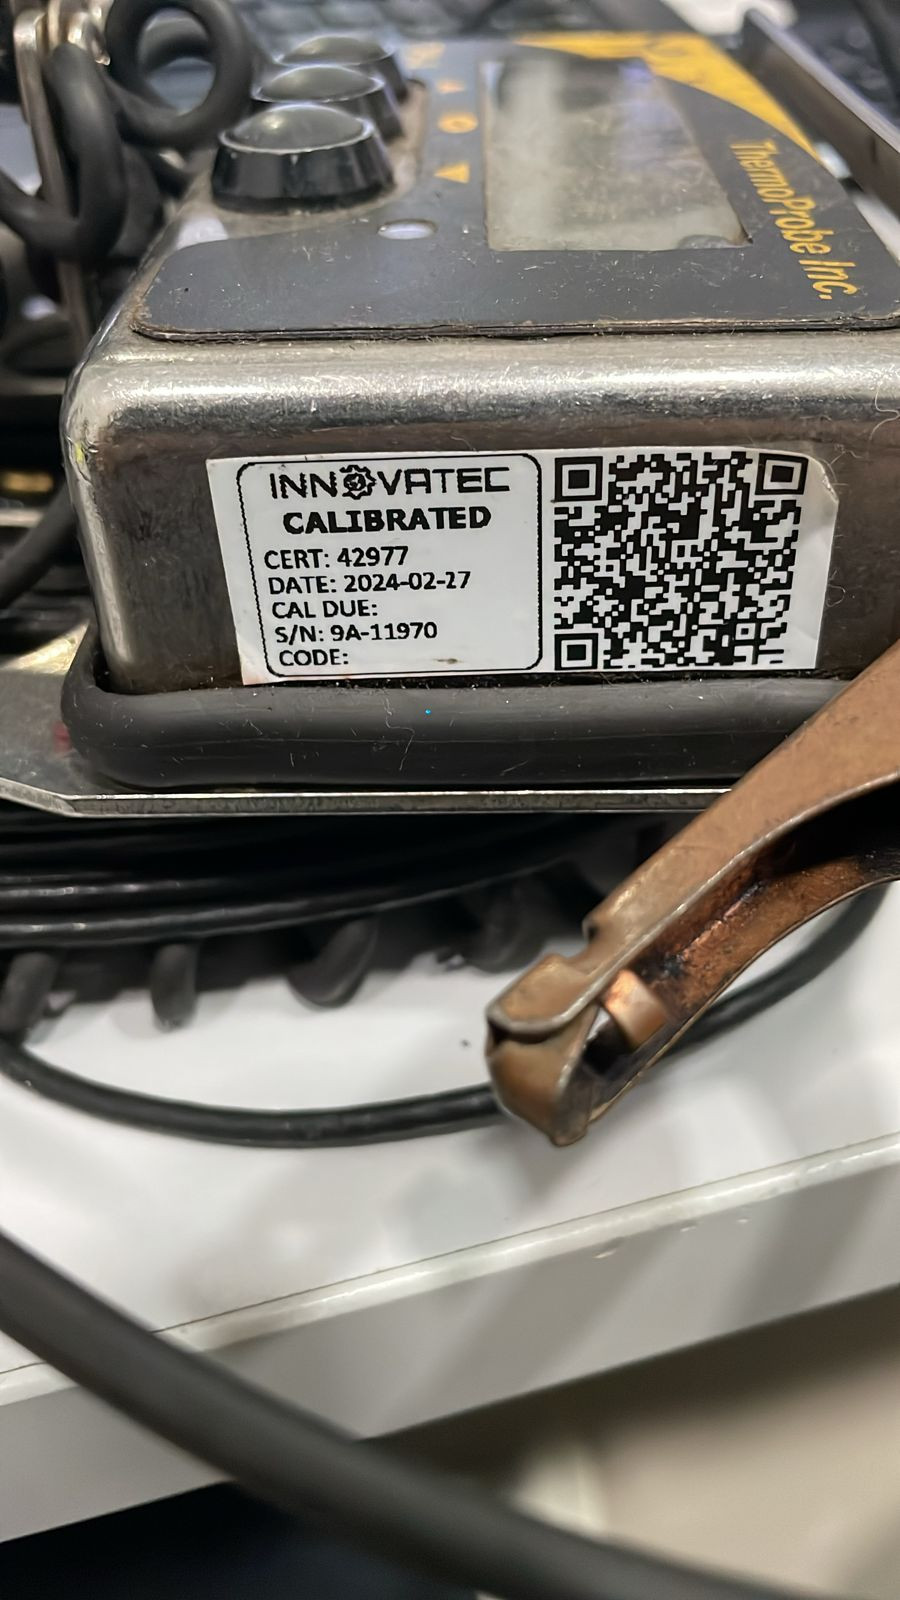 ThermoProbe Inc.
INNOVATEC
CALIBRATED
CERT: 42977
DATE: 2024-02-27
CAL DUE:
S/N: 9A-11970
CODE: